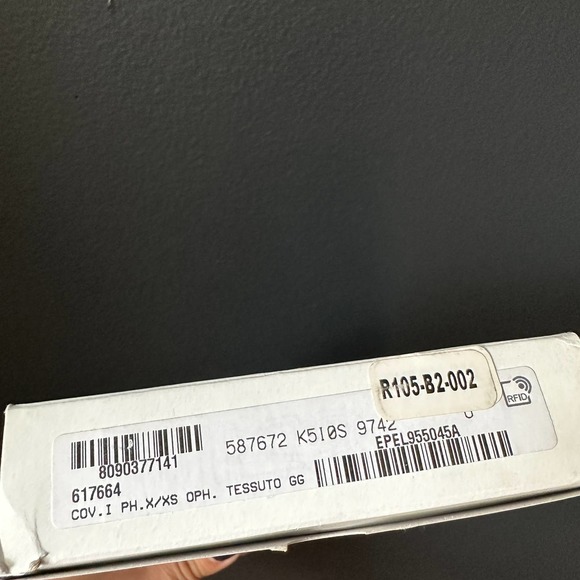 R105-B2-002
RFID
587672 K5I0S 9742
8090377141
EPEL955045A
617664
COV.I PH.X/XS OPH. TESSUTO GG